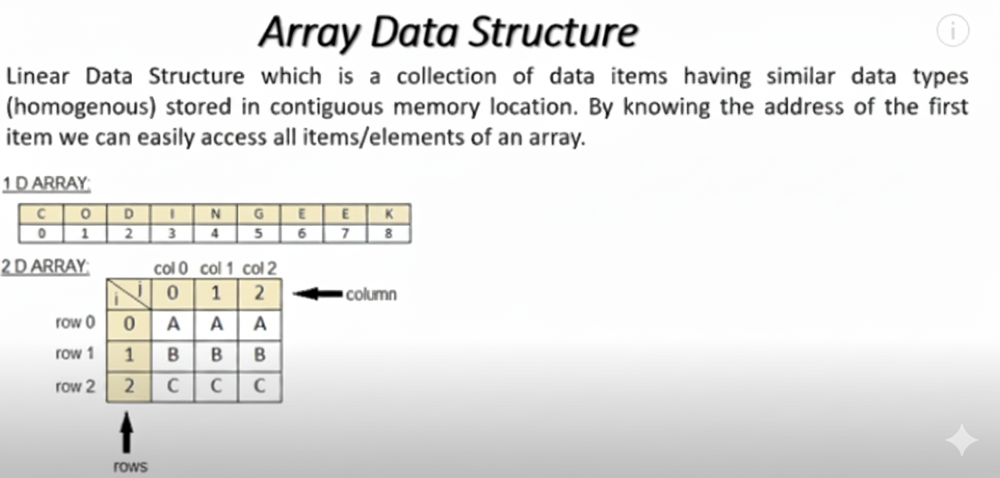 Array Data Structure
i
Linear Data Structure which is a collection of data items having similar data types
(homogenous) stored in contiguous memory location. By knowing the address of the first
item we can easily access all items/elements of an array.
1 D ARRAY:
C O D I N G E E K
0 1 2 3 4 5 6 7 8
2 D ARRAY:
col 0 col 1 col 2
i j 0 1 2 column
row 0 0 A A A
row 1 1 B B B
row 2 2 C C C
rows